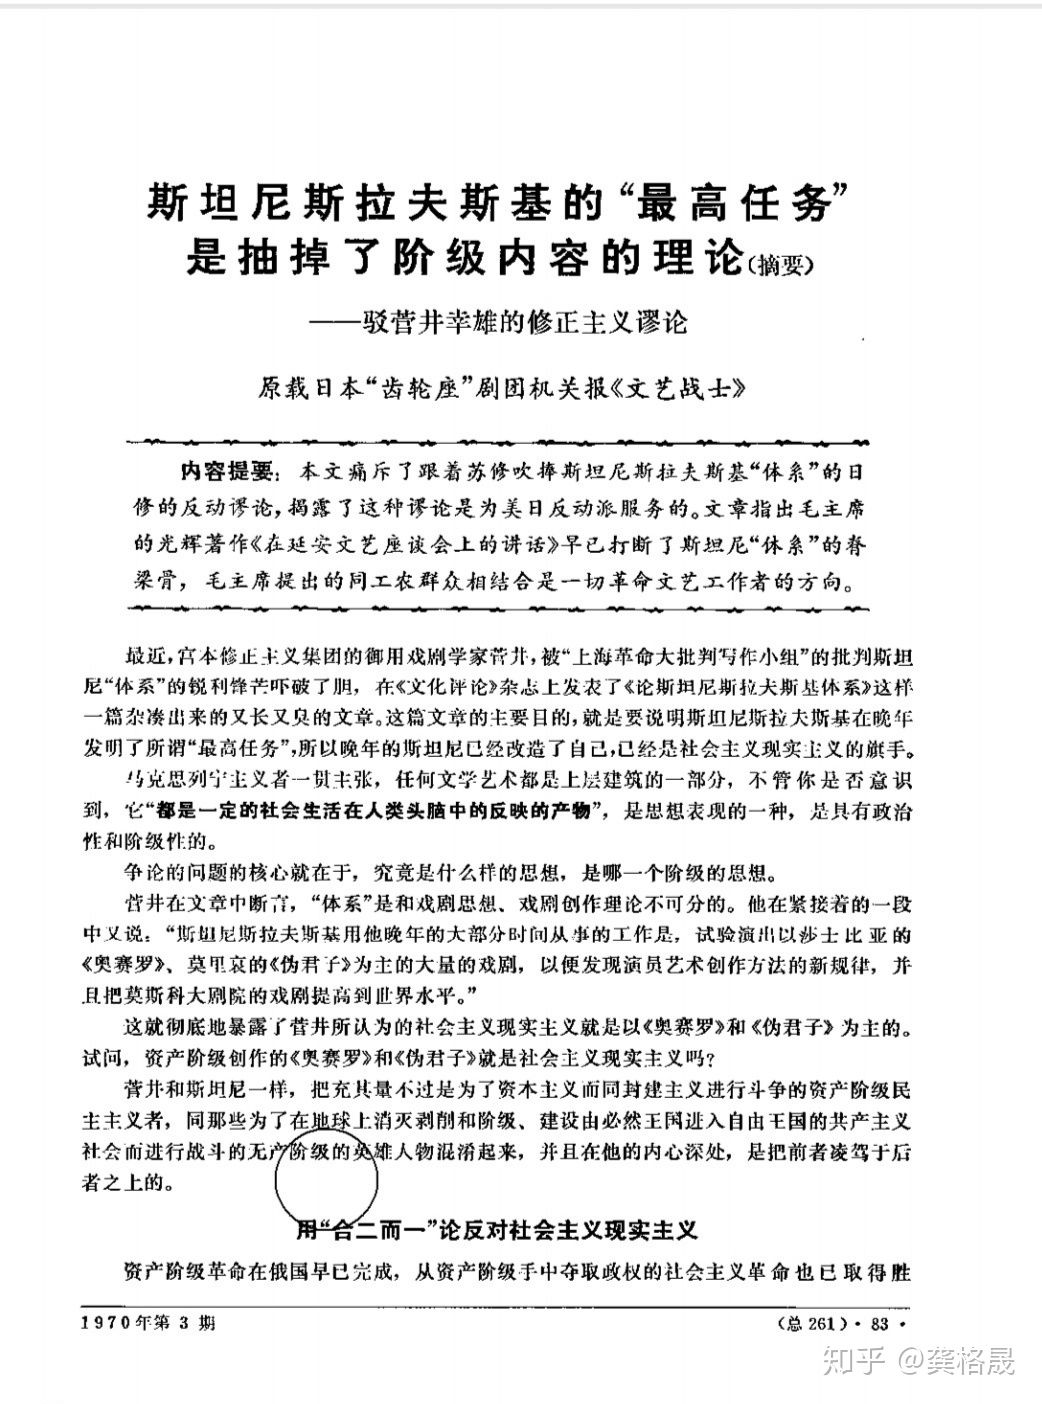 斯坦尼斯拉夫斯基的“最高任务”
是抽掉了阶级内容的理论(摘要)
——驳菅井幸雄的修正主义谬论
原载日本“齿轮座”剧团机关报《文艺战士》
内容提要：本文痛斥了跟着苏修吹捧斯坦尼斯拉夫斯基“体系”的日
修的反动谬论，揭露了这种谬论是为美日反动派服务的。文章指出毛主席
的光辉著作《在延安文艺座谈会上的讲话》早已打断了斯坦尼“体系”的脊
梁骨，毛主席提出的同工农群众相结合是一切革命文艺工作者的方向。
最近，宫本修正主义集团的御用戏剧学家菅井，被“上海革命大批判写作小组”的批判斯坦
尼“体系”的锐利锋芒吓破了胆，在《文化评论》杂志上发表了《论斯坦尼斯拉夫斯基体系》这样
一篇杂凑出来的又长又臭的文章。这篇文章的主要目的，就是要说明斯坦尼斯拉夫斯基在晚年
发明了所谓“最高任务”，所以晚年的斯坦尼已经改造了自己，已经是社会主义现实主义的旗手。
马克思列宁主义者一贯主张，任何文学艺术都是上层建筑的一部分，不管你是否意识
到，它“都是一定的社会生活在人类头脑中的反映的产物”，是思想表现的一种，是具有政治
性和阶级性的。
争论的问题的核心就在于，究竟是什么样的思想，是哪一个阶级的思想。
菅井在文章中断言，“体系”是和戏剧思想、戏剧创作理论不可分的。他在紧接着的一段
中又说：“斯坦尼斯拉夫斯基用他晚年的大部分时间从事的工作是，试验演出以莎士比亚的
《奥赛罗》、莫里哀的《伪君子》为主的大量的戏剧，以便发现演员艺术创作方法的新规律，并
且把莫斯科大剧院的戏剧提高到世界水平。”
这就彻底地暴露了菅井所认为的社会主义现实主义就是以《奥赛罗》和《伪君子》为主的。
试问，资产阶级创作的《奥赛罗》和《伪君子》就是社会主义现实主义吗？
菅井和斯坦尼一样，把充其量不过是为了资本主义而同封建主义进行斗争的资产阶级民
主主义者，同那些为了在地球上消灭剥削和阶级、建设由必然王国进入自由王国的共产主义
社会而进行战斗的无产阶级的英雄人物混淆起来，并且在他的内心深处，是把前者凌驾于后
者之上的。
用“合二而一”论反对社会主义现实主义
资产阶级革命在俄国早已完成，从资产阶级手中夺取政权的社会主义革命也已取得胜
1970年第3期
(总261)·83·
知乎 @龚格晟